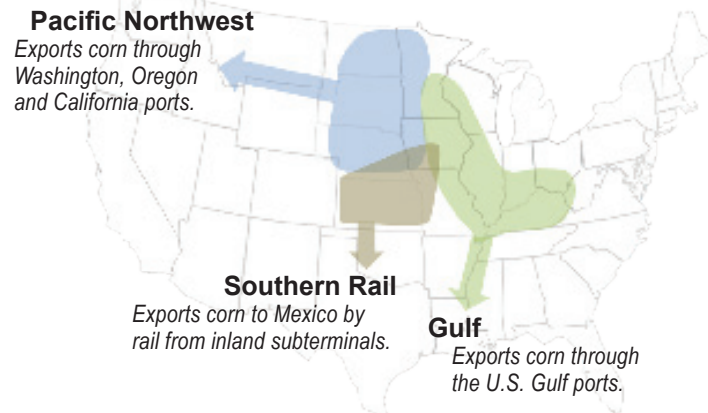 Pacific Northwest
Exports corn through
Washington, Oregon
and California ports.
Southern Rail
Exports corn to Mexico by
rail from inland subterminals.
Gulf
Exports corn through
the U.S. Gulf ports.